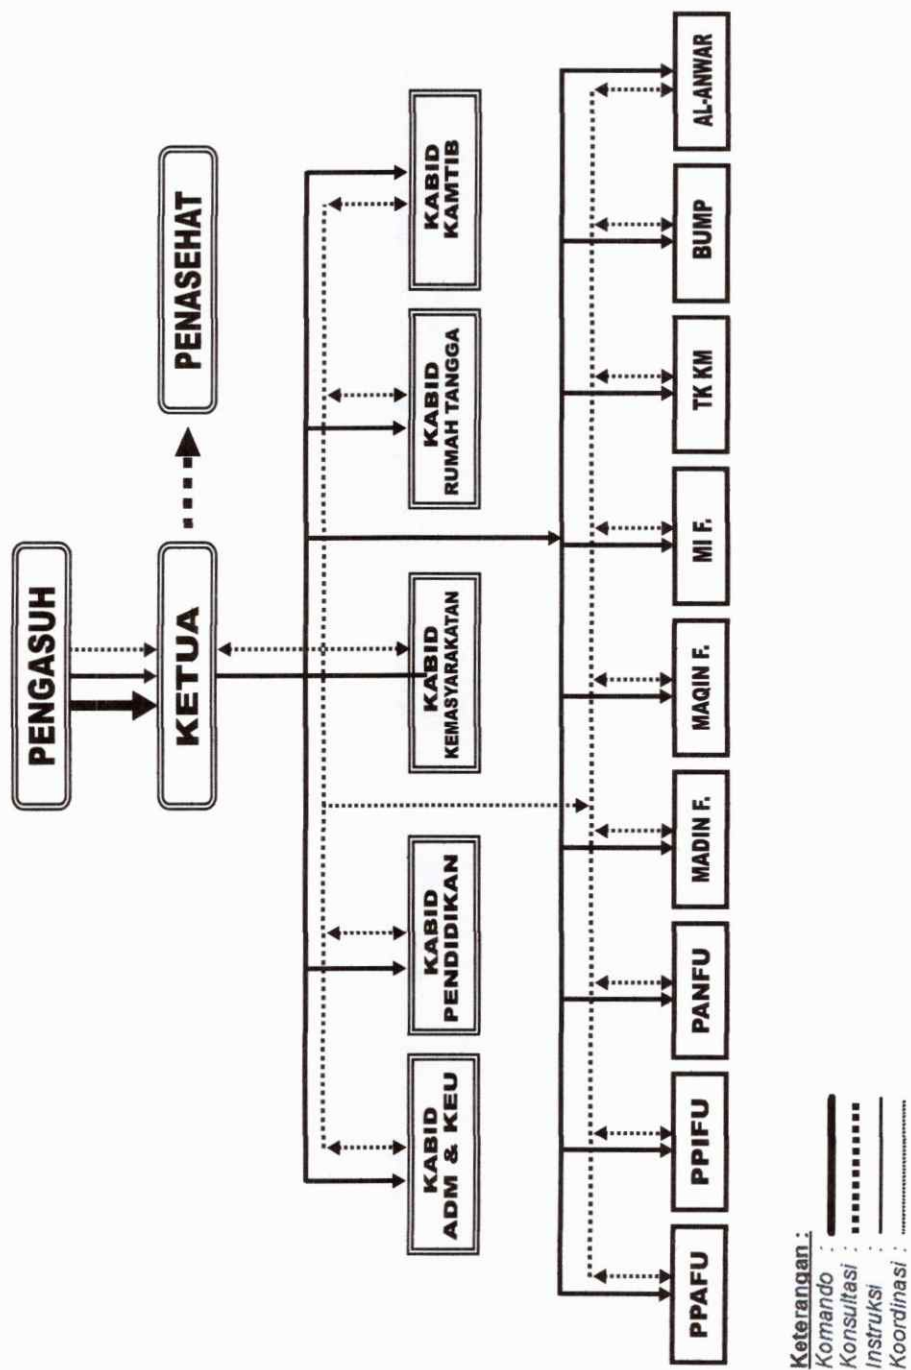 PENGASUH
KETUA
PENASEHAT
KABID
ADM & KEU
KABID
PENDIDIKAN
KABID
KEMASYARAKATAN
KABID
RUMAH TANGGA
KABID
KAMTIB
PPAFU
PPIFU
PANFU
MADIN F.
MAQIN F.
MI F.
TK KM
BUMP
AL-ANWAR
Keterangan :
Komando :
Konsultasi :
Instruksi :
Koordinasi :